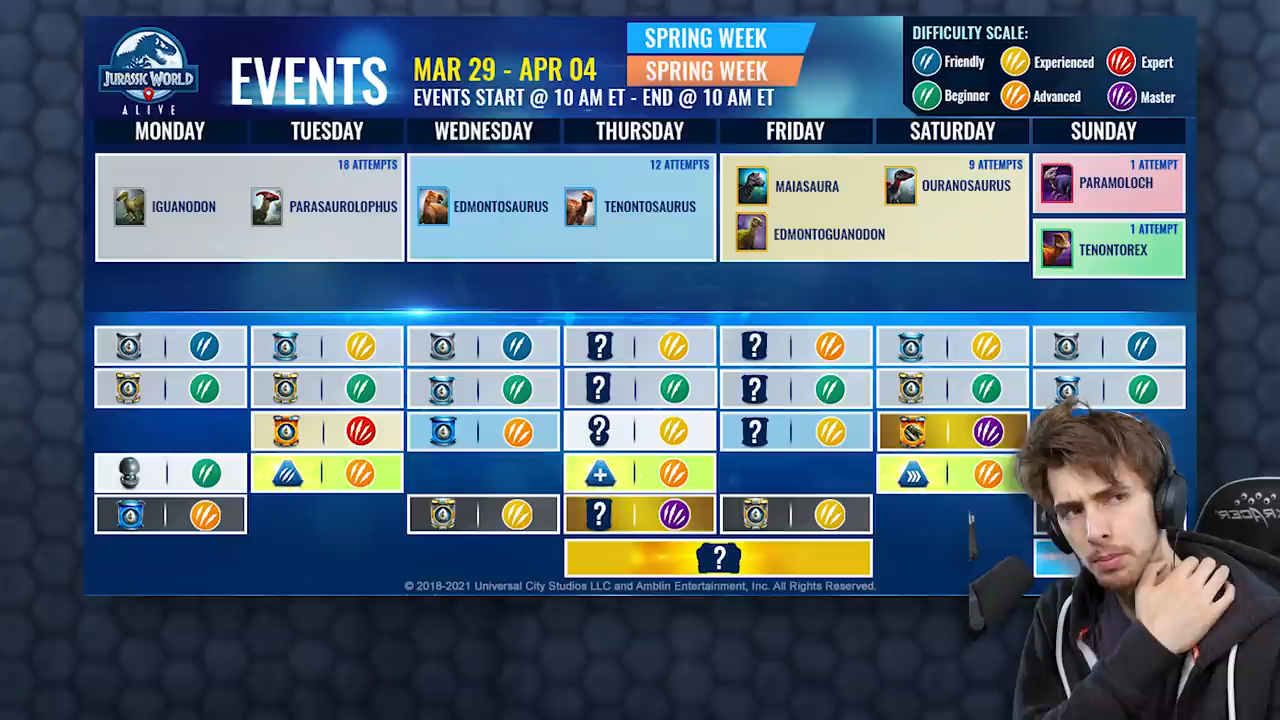 JURASSIC WORLD
ALIVE
EVENTS
MAR 29 - APR 04
SPRING WEEK
SPRING WEEK
EVENTS START @ 10 AM ET - END @ 10 AM ET
DIFFICULTY SCALE:
Friendly
Experienced
Expert
Beginner
Advanced
Master
MONDAY
TUESDAY
WEDNESDAY
THURSDAY
FRIDAY
SATURDAY
SUNDAY
18 ATTEMPTS
IGUANODON
PARASAUROLOPHUS
12 ATTEMPTS
EDMONTOSAURUS
TENONTOSAURUS
9 ATTEMPTS
MAIASAURA
OURANOSAURUS
EDMONTOGUANODON
1 ATTEMPT
PARAMOLOCH
1 ATTEMPT
TENONTOREX
? ?
? ?
? ?
?
?
© 2018-2021 Universal City Studios LLC and Amblin Entertainment, Inc. All Rights Reserved.